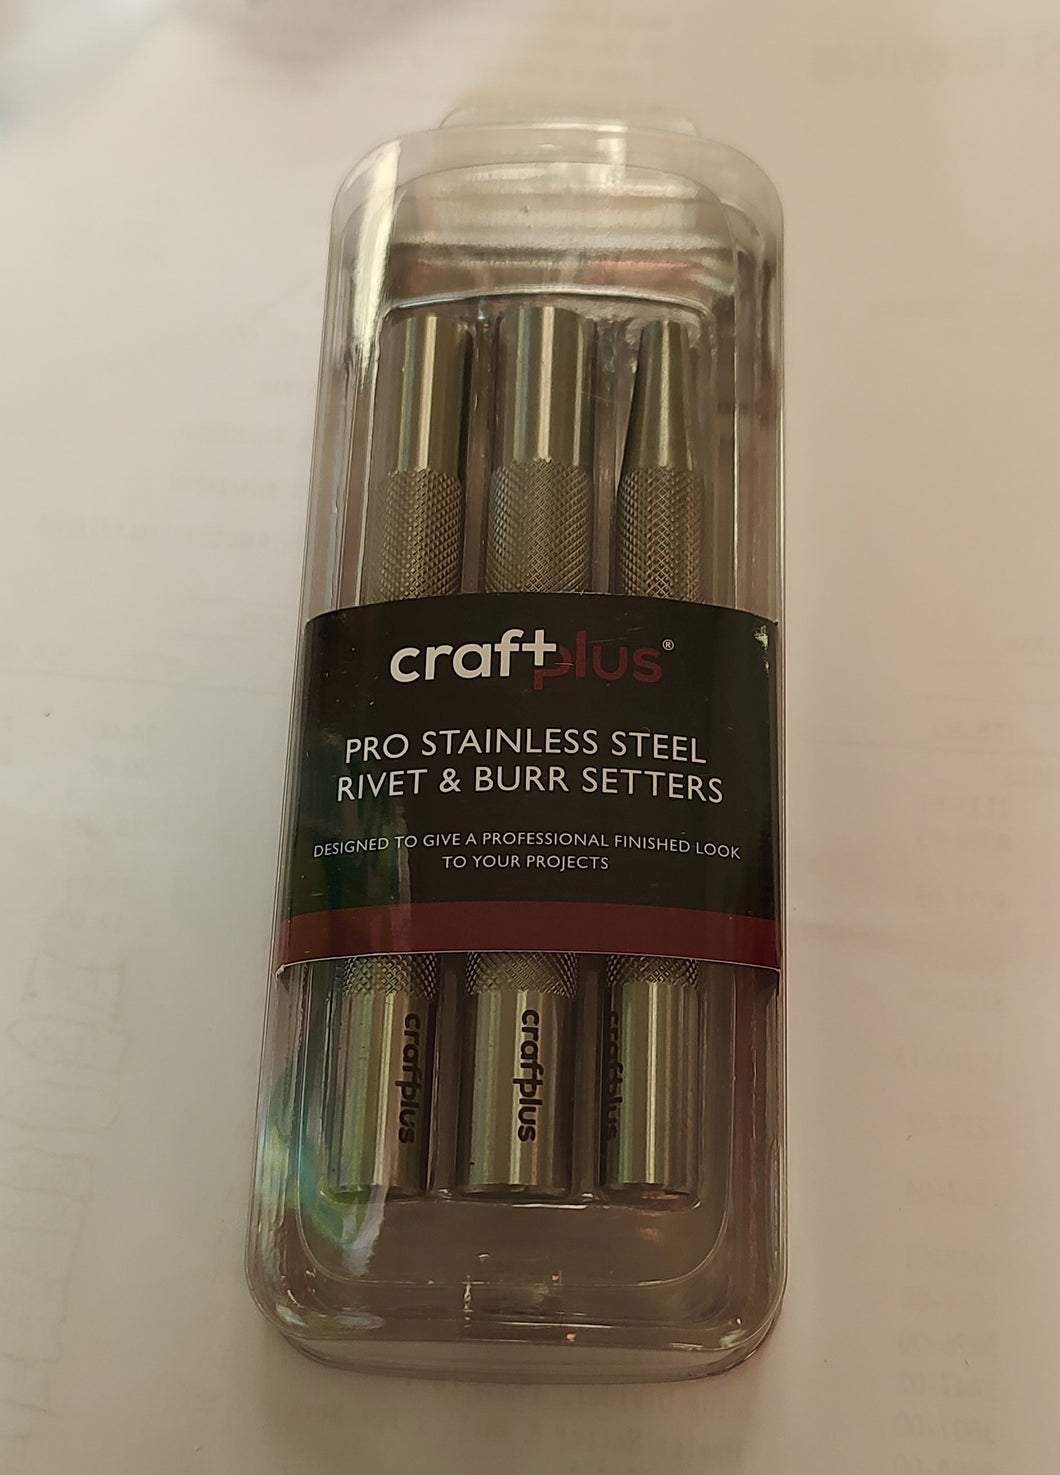 craftplus®
PRO STAINLESS STEEL
RIVET & BURR SETTERS
DESIGNED TO GIVE A PROFESSIONAL FINISHED LOOK
TO YOUR PROJECTS
craftplus
craftplus
craftplus